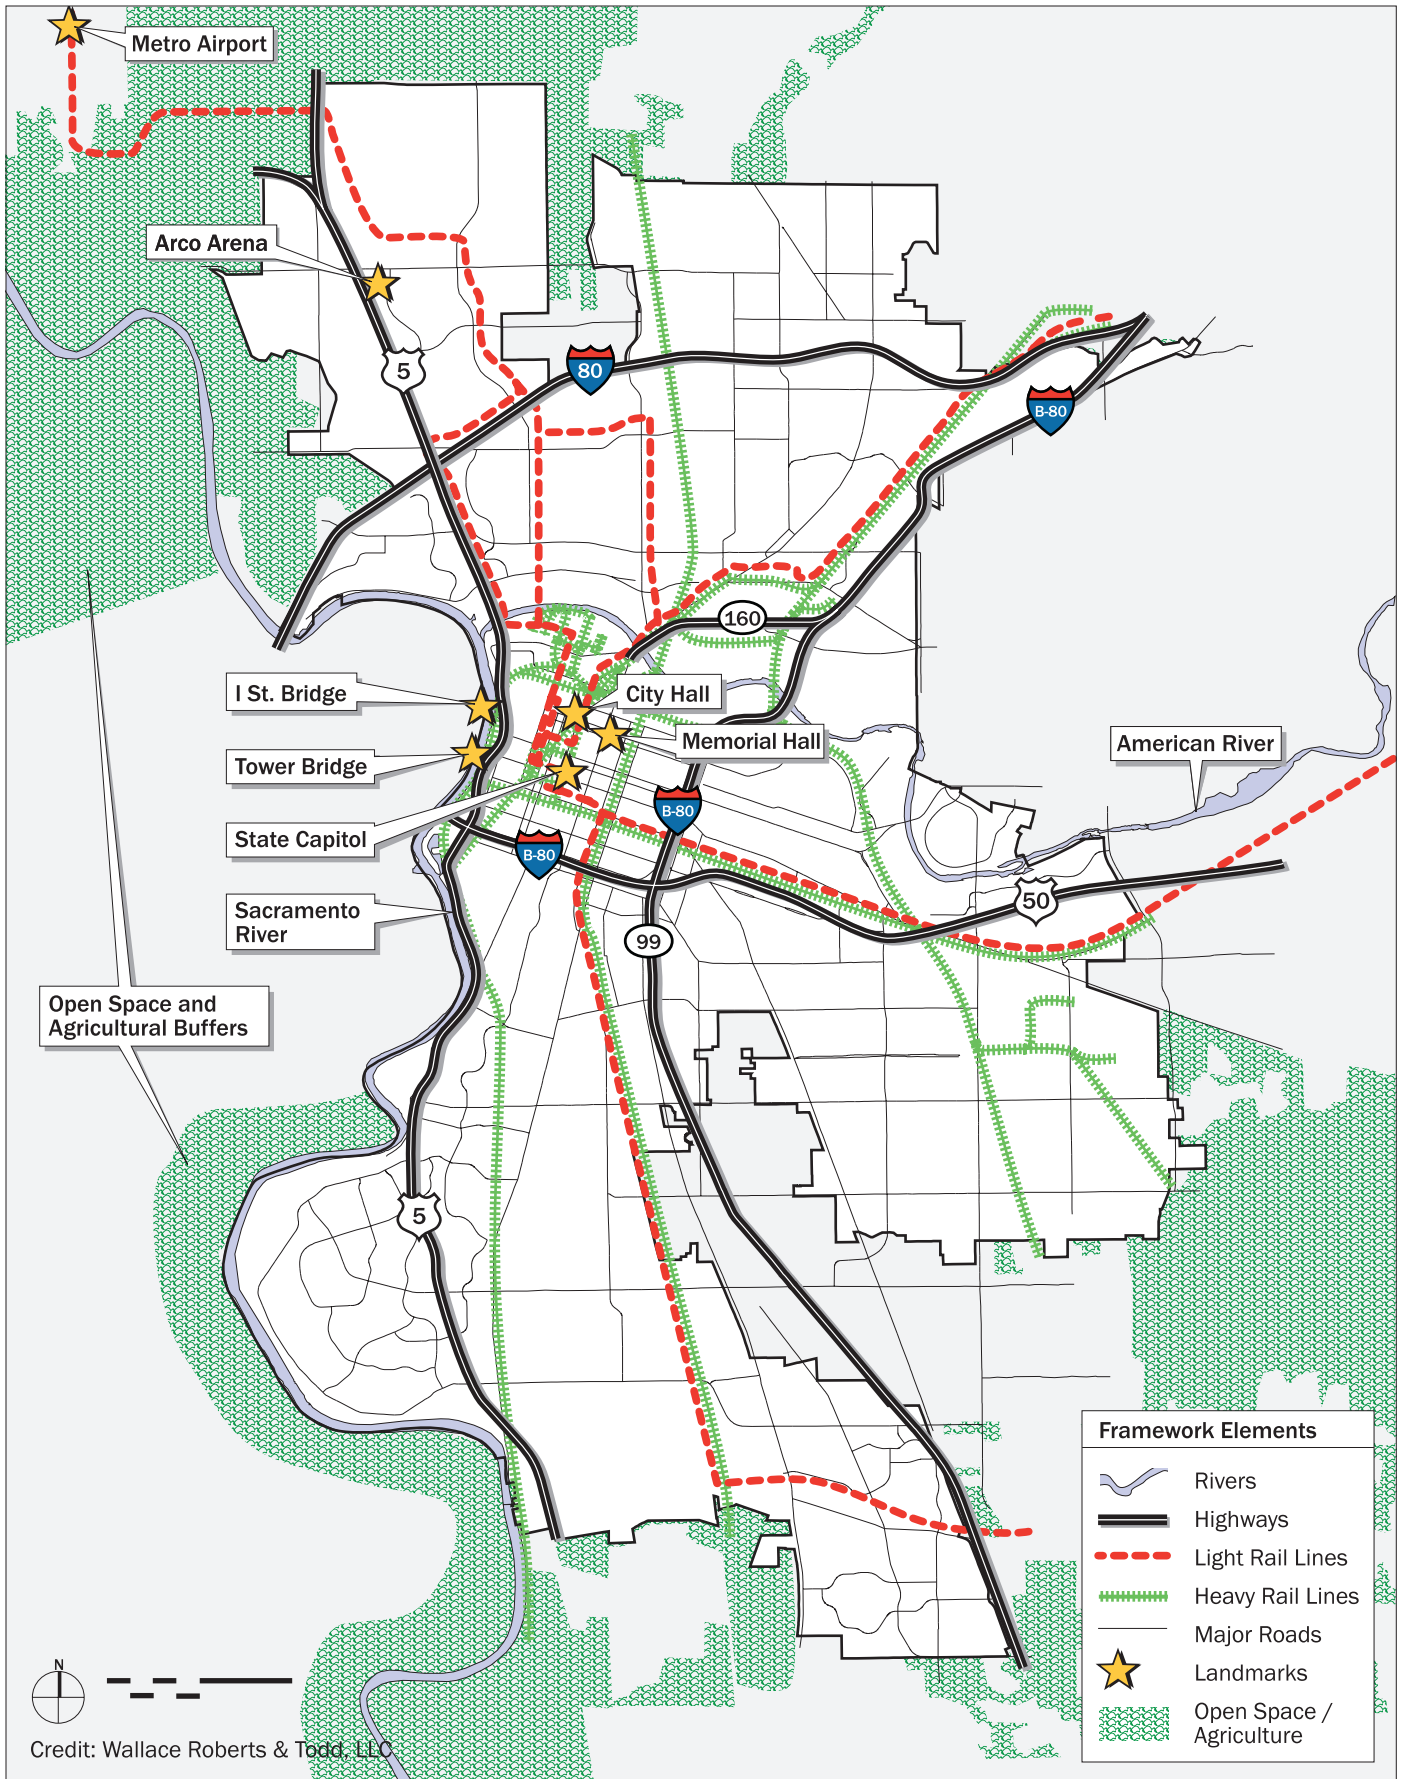 Metro Airport
Arco Arena
5
80
B-80
160
I St. Bridge
City Hall
Memorial Hall
American River
Tower Bridge
B-80
State Capitol
B-80
50
Sacramento
River
99
Open Space and
Agricultural Buffers
5
Framework Elements
Rivers
Highways
Light Rail Lines
Heavy Rail Lines
Major Roads
Landmarks
Open Space /
Agriculture
N
Credit: Wallace Roberts & Todd, LLC